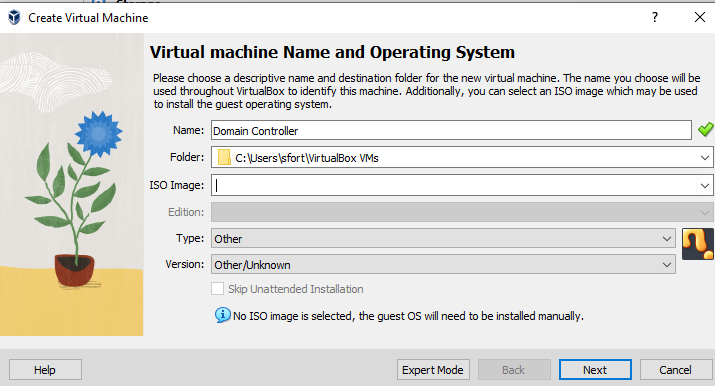 Create Virtual Machine
Virtual machine Name and Operating System
Please choose a descriptive name and destination folder for the new virtual machine. The name you choose will be
used throughout VirtualBox to identify this machine. Additionally, you can select an ISO image which may be used
to install the guest operating system.
Name: Domain Controller
Folder: C:\Users\sfort\VirtualBox VMs
ISO Image:
Edition:
Type: Other
Version: Other/Unknown
Skip Unattended Installation
No ISO image is selected, the guest OS will need to be installed manually.
Help Expert Mode Back Next Cancel